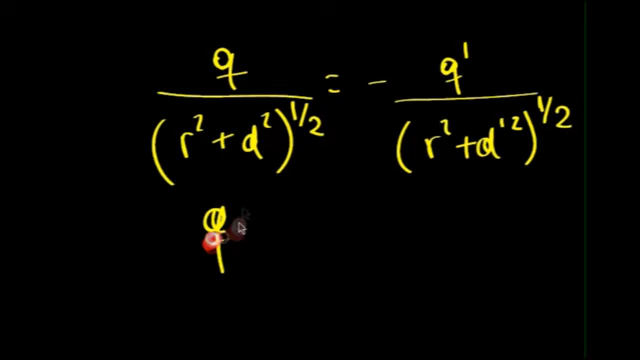 q / (r² + d²)^1/2 = - q' / (r² + d'²)^1/2
q